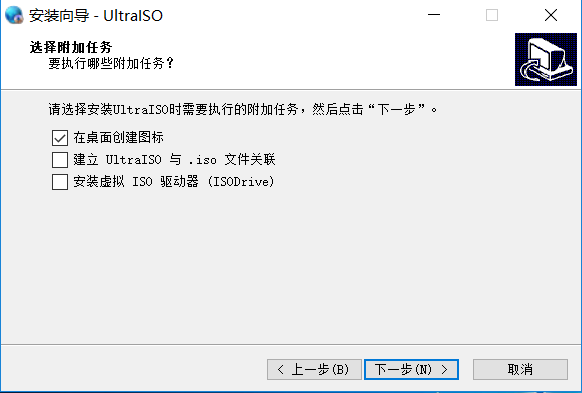 安装向导 - UltraISO
选择附加任务
要执行哪些附加任务？
请选择安装UltraISO时需要执行的附加任务，然后点击“下一步”。
在桌面创建图标
建立 UltraISO 与 .iso 文件关联
安装虚拟 ISO 驱动器 (ISODrive)
< 上一步(B)
下一步(N) >
取消